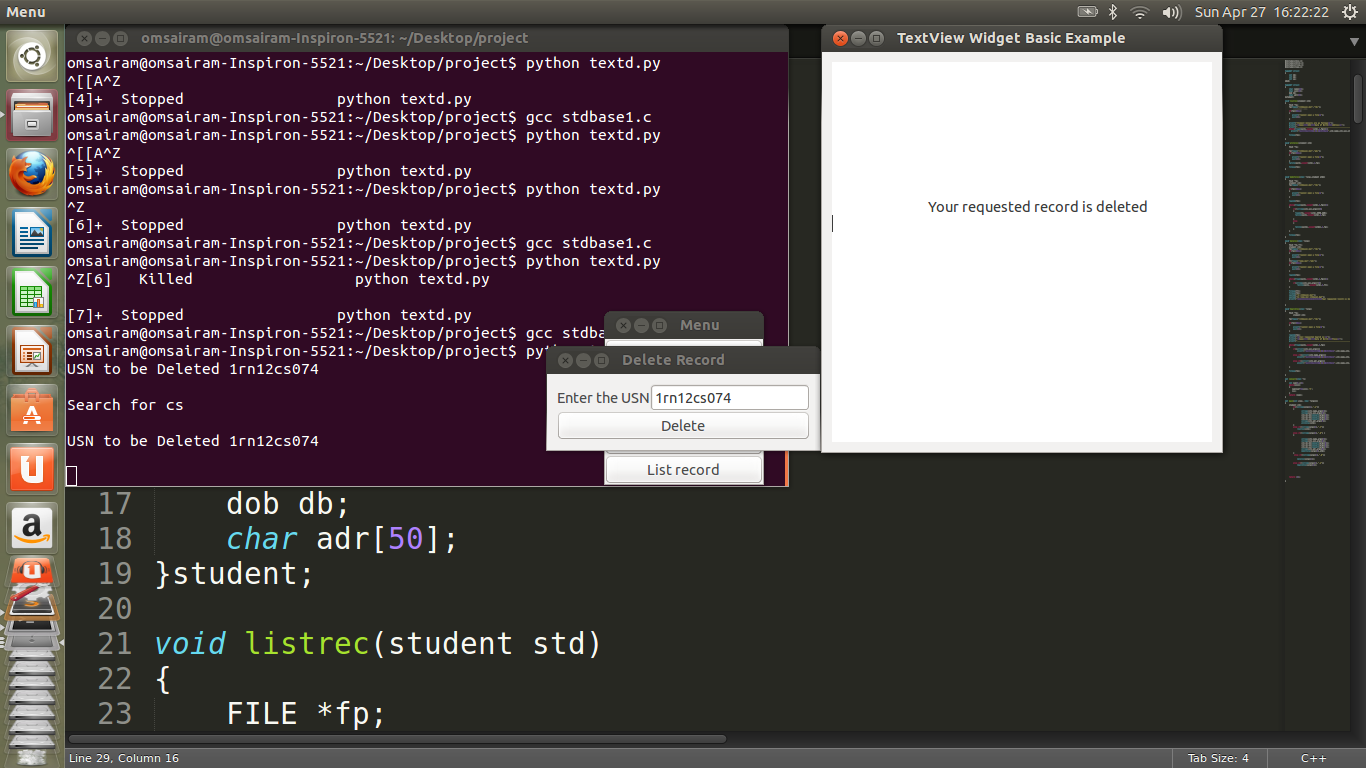 Menu
Sun Apr 27 16:22:22
omsairam@omsairam-Inspiron-5521: ~/Desktop/project
omsairam@omsairam-Inspiron-5521:~/Desktop/project$ python textd.py
^[[A^Z
[4]+  Stopped                 python textd.py
omsairam@omsairam-Inspiron-5521:~/Desktop/project$ gcc stdbase1.c
omsairam@omsairam-Inspiron-5521:~/Desktop/project$ python textd.py
^[[A^Z
[5]+  Stopped                 python textd.py
omsairam@omsairam-Inspiron-5521:~/Desktop/project$ python textd.py
^Z
[6]+  Stopped                 python textd.py
omsairam@omsairam-Inspiron-5521:~/Desktop/project$ gcc stdbase1.c
omsairam@omsairam-Inspiron-5521:~/Desktop/project$ python textd.py
^Z[6]   Killed                  python textd.py
[7]+  Stopped                 python textd.py
omsairam@omsairam-Inspiron-5521:~/Desktop/project$ gcc stdba
omsairam@omsairam-Inspiron-5521:~/Desktop/project$ py
USN to be Deleted 1rn12cs074
Search for cs
USN to be Deleted 1rn12cs074
Menu
Delete Record
Enter the USN 1rn12cs074
Delete
List record
TextView Widget Basic Example
Your requested record is deleted
17 dob db;
18 char adr[50];
19 }student;
20
21 void listrec(student std)
22 {
23 FILE *fp;
Line 29, Column 16
Tab Size: 4
C++